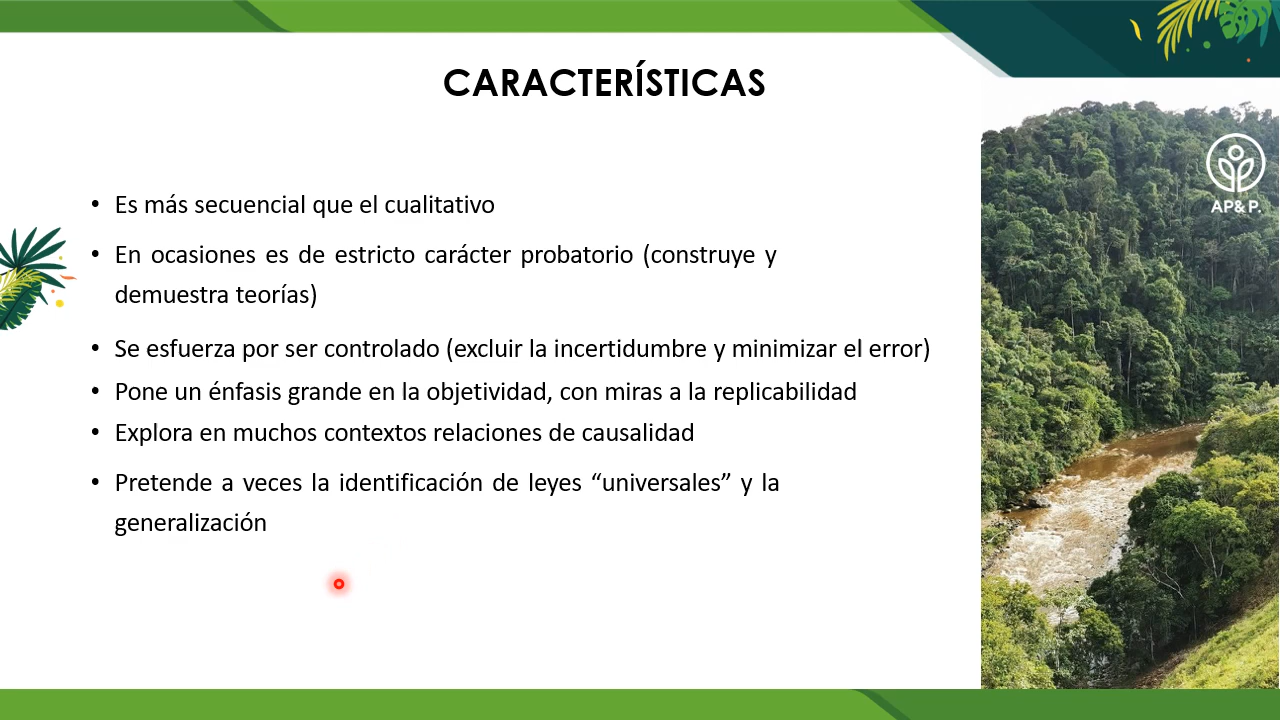 CARACTERÍSTICAS
AP&P.
• Es más secuencial que el cualitativo
• En ocasiones es de estricto carácter probatorio (construye y
demuestra teorías)
• Se esfuerza por ser controlado (excluir la incertidumbre y minimizar el error)
• Pone un énfasis grande en la objetividad, con miras a la replicabilidad
• Explora en muchos contextos relaciones de causalidad
• Pretende a veces la identificación de leyes “universales” y la
generalización